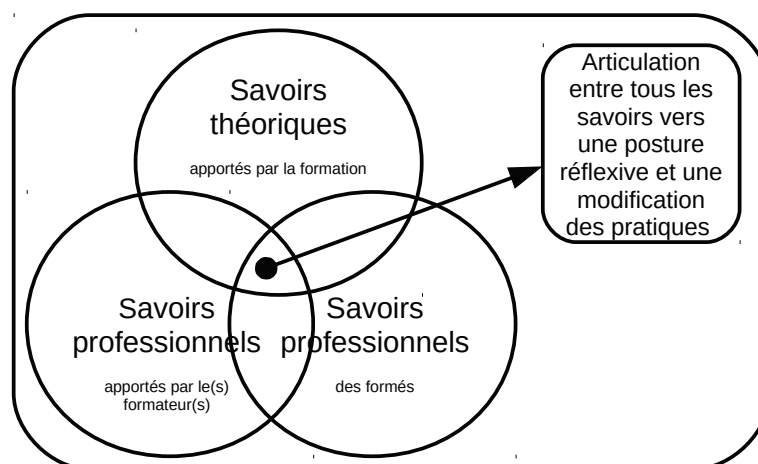 Savoirs
théoriques
apportés par la formation
Savoirs
professionnels
apportés par le(s)
formateur(s)
Savoirs
professionnels
des formés
Articulation
entre tous les
savoirs vers
une posture
réflexive et une
modification
des pratiques